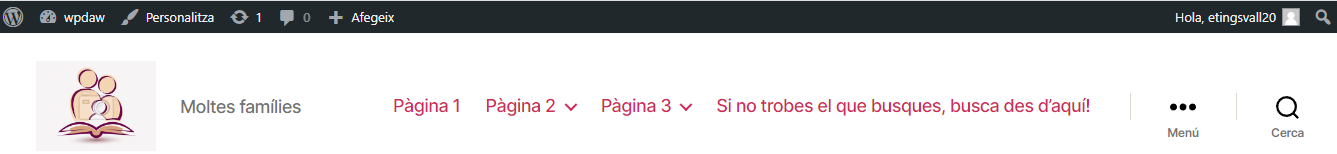 wpdaw Personalitza 1 0 Afegeix Hola, etingsvall20
Moltes famílies Pàgina 1 Pàgina 2 Pàgina 3 Si no trobes el que busques, busca des d'aquí!
Menú Cerca